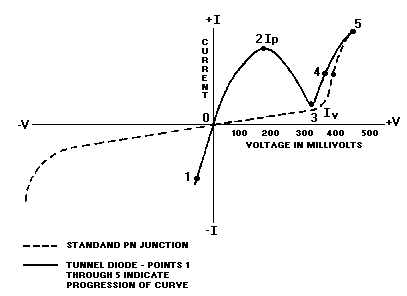 +I
2 Ip
5
CURRENT
4
0
3
Iv
-V
+V
100 200 300 400 500
VOLTAGE IN MILLIVOLTS
1
-I
STANDAND PN JUNCTION
TUNNEL DIODE - POINTS 1
THROUGH 5 INDICATE
PROGRESSION OF CURVE